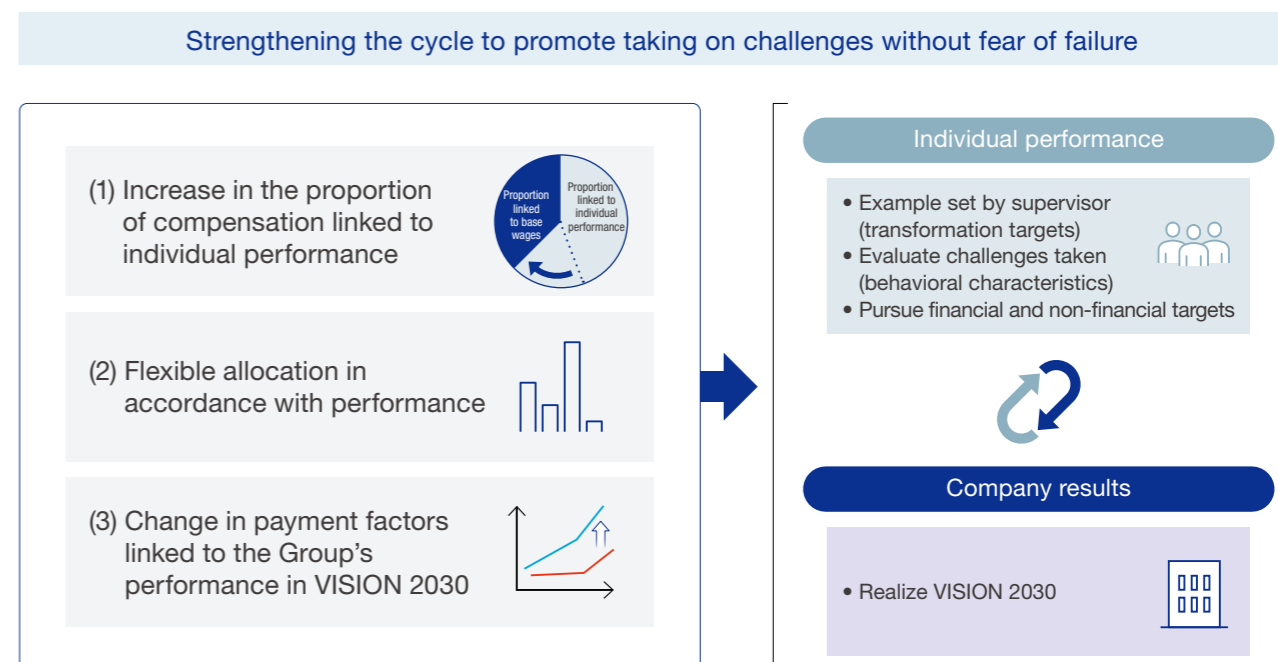 Strengthening the cycle to promote taking on challenges without fear of failure
(1) Increase in the proportion
of compensation linked to
individual performance
Proportion
linked
to base
wages
Proportion
linked to
individual
performance
(2) Flexible allocation in
accordance with performance
(3) Change in payment factors
linked to the Group's
performance in VISION 2030
Individual performance
• Example set by supervisor
(transformation targets)
• Evaluate challenges taken
(behavioral characteristics)
• Pursue financial and non-financial targets
Company results
• Realize VISION 2030